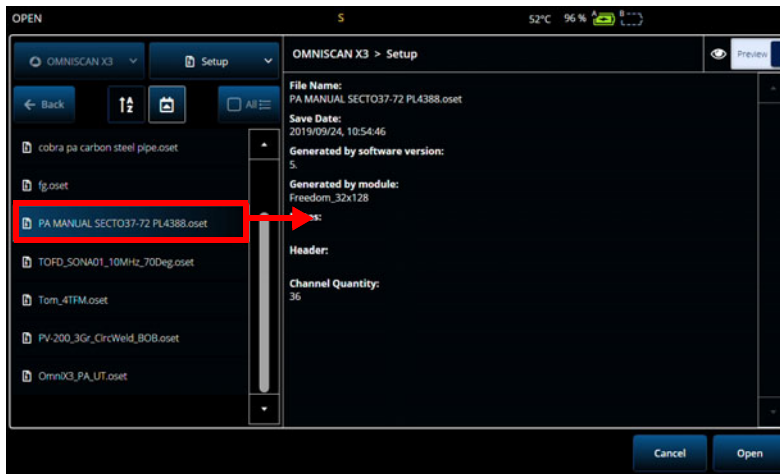 OPEN
S
52°C 96 % A B
OMNISCAN X3
Setup
OMNISCAN X3 > Setup
Preview
Back
All
File Name:
PA MANUAL SECTO37-72 PL4388.oset
Save Date:
2019/09/24, 10:54:46
Generated by software version:
5.
Generated by module:
Freedom_32x128
es:
Header:
Channel Quantity:
36
cobra pa carbon steel pipe.oset
fg.oset
PA MANUAL SECTO37-72 PL4388.oset
TOFD_SONA01_10MHz_70Deg.oset
Tom_4TFM.oset
PV-200_3Gr_CircWeld_BOB.oset
OmniX3_PA_UT.oset
Cancel
Open